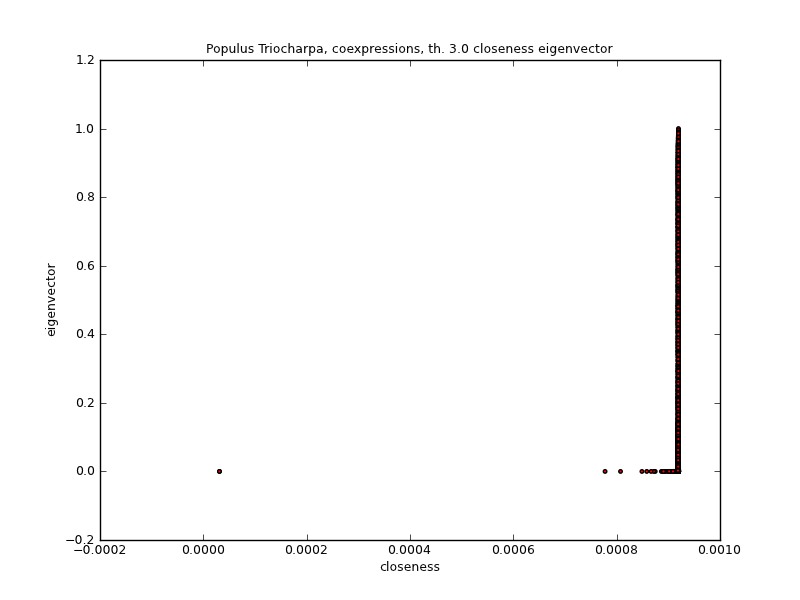 Populus Triocharpa, coexpressions, th. 3.0 closeness eigenvector
1.2
1.0
0.8
0.6
0.4
0.2
0.0
−0.2
eigenvector
−0.0002 0.0000 0.0002 0.0004 0.0006 0.0008 0.0010
closeness